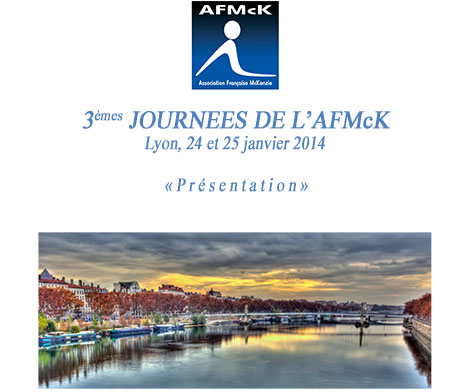 AFMcK
Association Française McKenzie
3èmes JOURNEES DE L'AFMcK
Lyon, 24 et 25 janvier 2014
«Présentation»